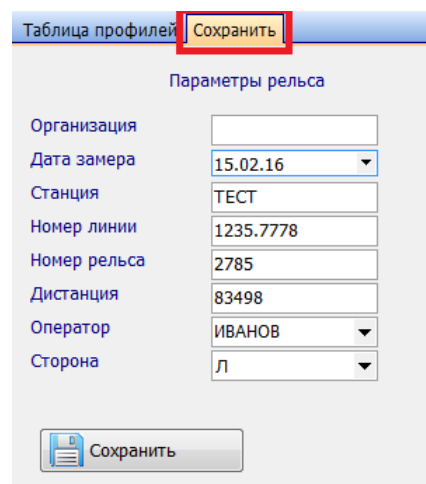 Таблица профилей Сохранить
Параметры рельса
Организация
Дата замера 15.02.16
Станция ТЕСТ
Номер линии 1235.7778
Номер рельса 2785
Дистанция 83498
Оператор ИВАНОВ
Сторона Л
Сохранить